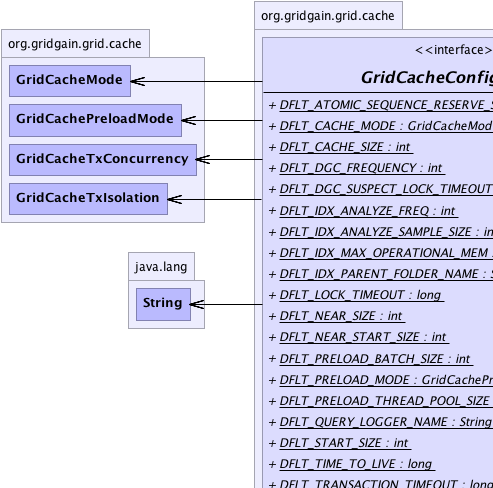 org.gridgain.grid.cache
GridCacheMode
GridCachePreloadMode
GridCacheTxConcurrency
GridCacheTxIsolation
java.lang
String
org.gridgain.grid.cache
<<interface>
GridCacheConfig
+ DFLT_ATOMIC_SEQUENCE_RESERVE_S
+ DFLT_CACHE_MODE : GridCacheMod
+ DFLT_CACHE_SIZE : int
+ DFLT_DGC_FREQUENCY : int
+ DFLT_DGC_SUSPECT_LOCK_TIMEOUT
+ DFLT_IDX_ANALYZE_FREQ : int
+ DFLT_IDX_ANALYZE_SAMPLE_SIZE : in
+ DFLT_IDX_MAX_OPERATIONAL_MEM :
+ DFLT_IDX_PARENT_FOLDER_NAME : S
+ DFLT_LOCK_TIMEOUT : long
+ DFLT_NEAR_SIZE : int
+ DFLT_NEAR_START_SIZE : int
+ DFLT_PRELOAD_BATCH_SIZE : int
+ DFLT_PRELOAD_MODE : GridCachePr
+ DFLT_PRELOAD_THREAD_POOL_SIZE
+ DFLT_QUERY_LOGGER_NAME : String
+ DFLT_START_SIZE : int
+ DFLT_TIME_TO_LIVE : long
+ DFLT_TRANSACTION_TIMEOUT : long